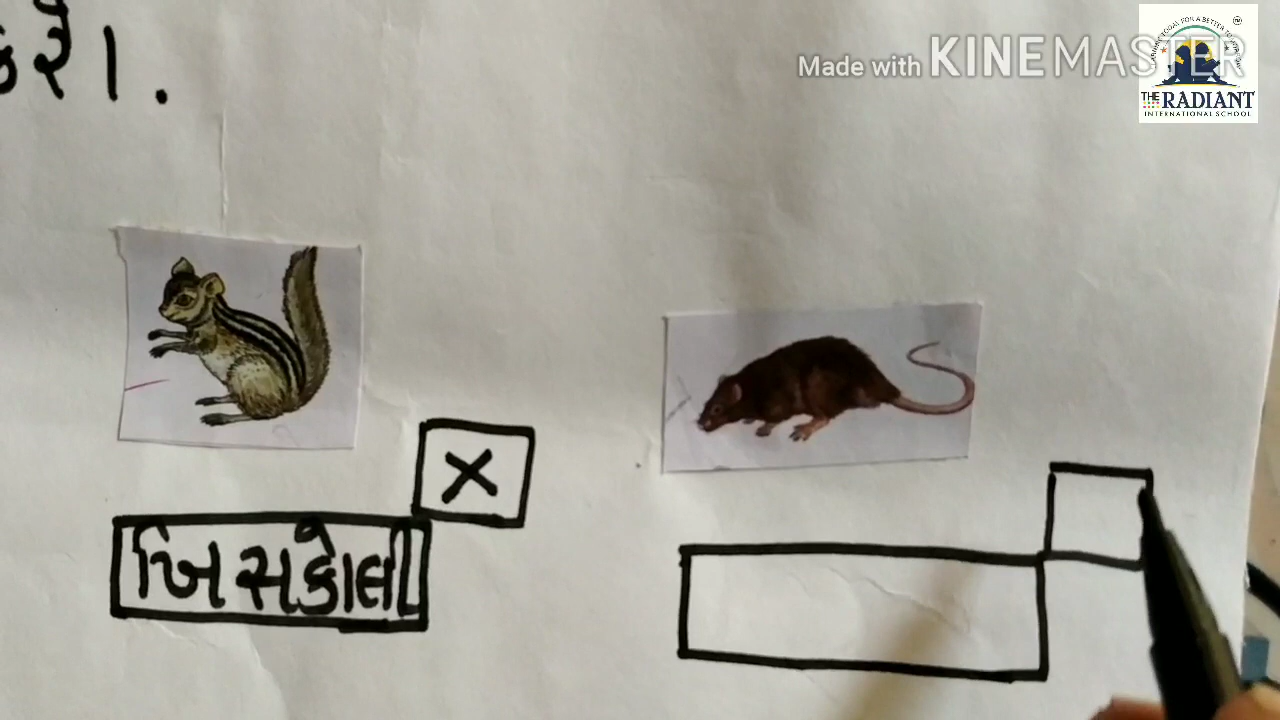 કરો.
Made with KINEMASTER
THE RADIANT
INTERNATIONAL SCHOOL
×
ખિસકોલી